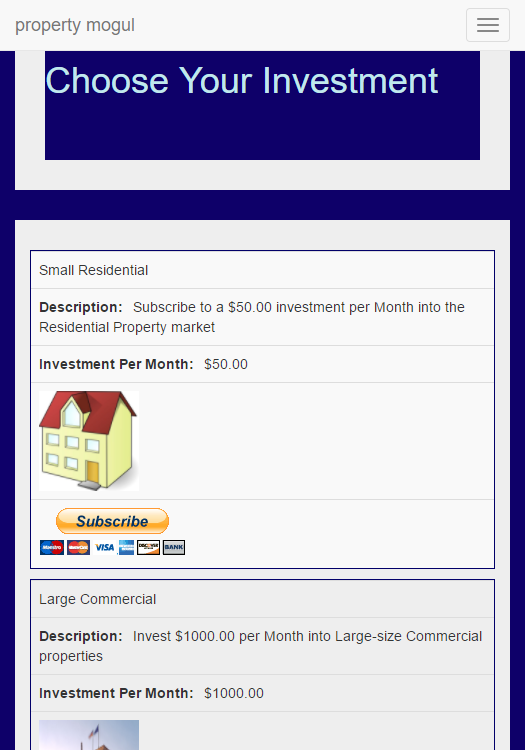 property mogul
Choose Your Investment
Small Residential
Description: Subscribe to a $50.00 investment per Month into the
Residential Property market
Investment Per Month: $50.00
Subscribe
Maestro MasterCard VISA DISCOVER BANK
Large Commercial
Description: Invest $1000.00 per Month into Large-size Commercial
properties
Investment Per Month: $1000.00